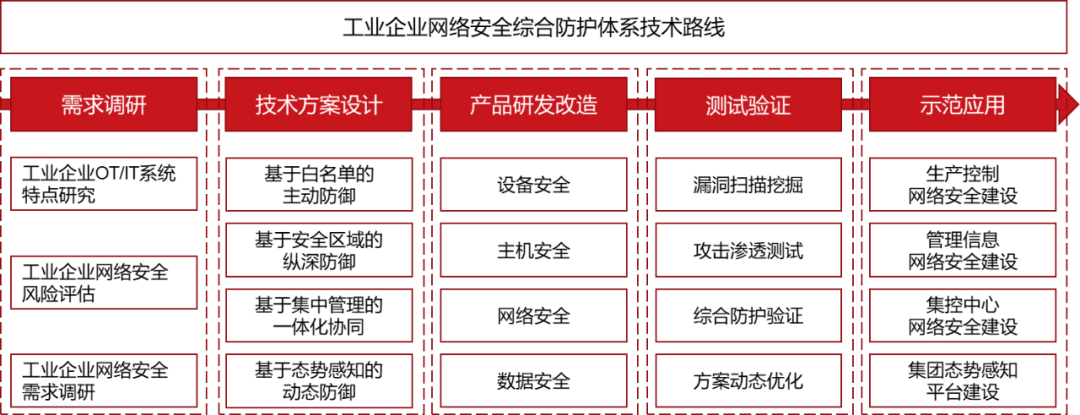 工业企业网络安全综合防护体系技术路线
需求调研
技术方案设计
产品研发改造
测试验证
示范应用
工业企业OT/IT系统
特点研究
工业企业网络安全
风险评估
工业企业网络安全
需求调研
基于白名单的
主动防御
基于安全区域的
纵深防御
基于集中管理的
一体化协同
基于态势感知的
动态防御
设备安全
主机安全
网络安全
数据安全
漏洞扫描挖掘
攻击渗透测试
综合防护验证
方案动态优化
生产控制
网络安全建设
管理信息
网络安全建设
集控中心
网络安全建设
集团态势感知
平台建设